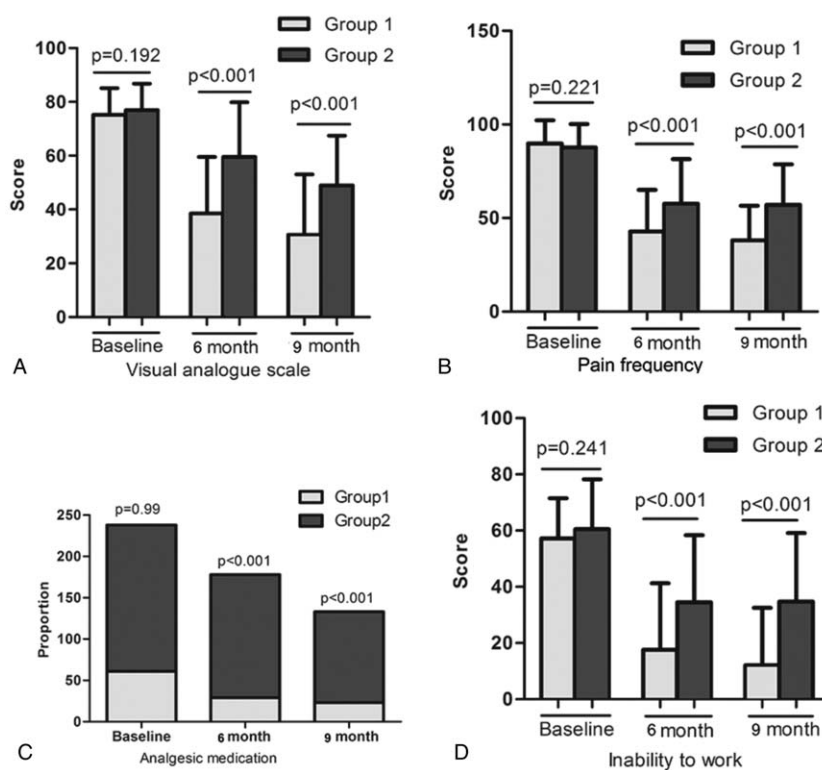 Group 1
Group 2
p=0.192
p<0.001
p<0.001
100
80
60
40
20
0
Score
Baseline
6 month
9 month
Visual analogue scale
A
Group 1
Group 2
p=0.221
p<0.001
p<0.001
150
100
50
0
Score
Baseline
6 month
9 month
Pain frequency
B
Group1
Group2
p=0.99
p<0.001
p<0.001
250
200
150
100
50
0
Proportion
Baseline
6 month
9 month
Analgesic medication
C
Group 1
Group 2
p=0.241
p<0.001
p<0.001
100
80
60
40
20
0
Score
Baseline
6 month
9 month
Inability to work
D